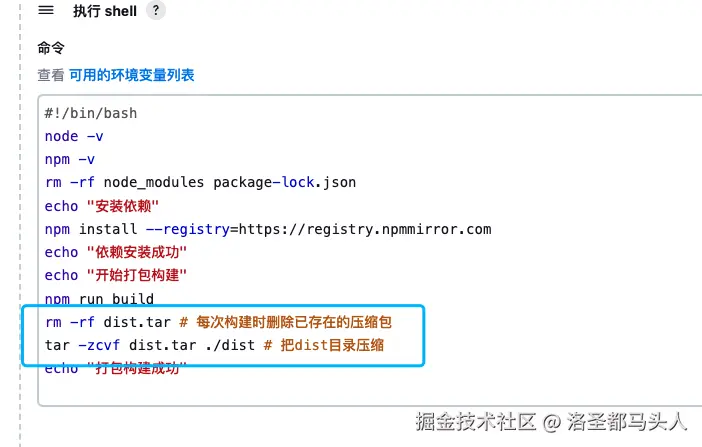 执行 shell ?
命令
查看 可用的环境变量列表
#!/bin/bash
node -v
npm -v
rm -rf node_modules package-lock.json
echo "安装依赖"
npm install --registry=https://registry.npmmirror.com
echo "依赖安装成功"
echo "开始打包构建"
npm run build
rm -rf dist.tar # 每次构建时删除已存在的压缩包
tar -zcvf dist.tar ./dist # 把dist目录压缩
echo "打包构建成功"
掘金技术社区 @ 洛圣都马头人